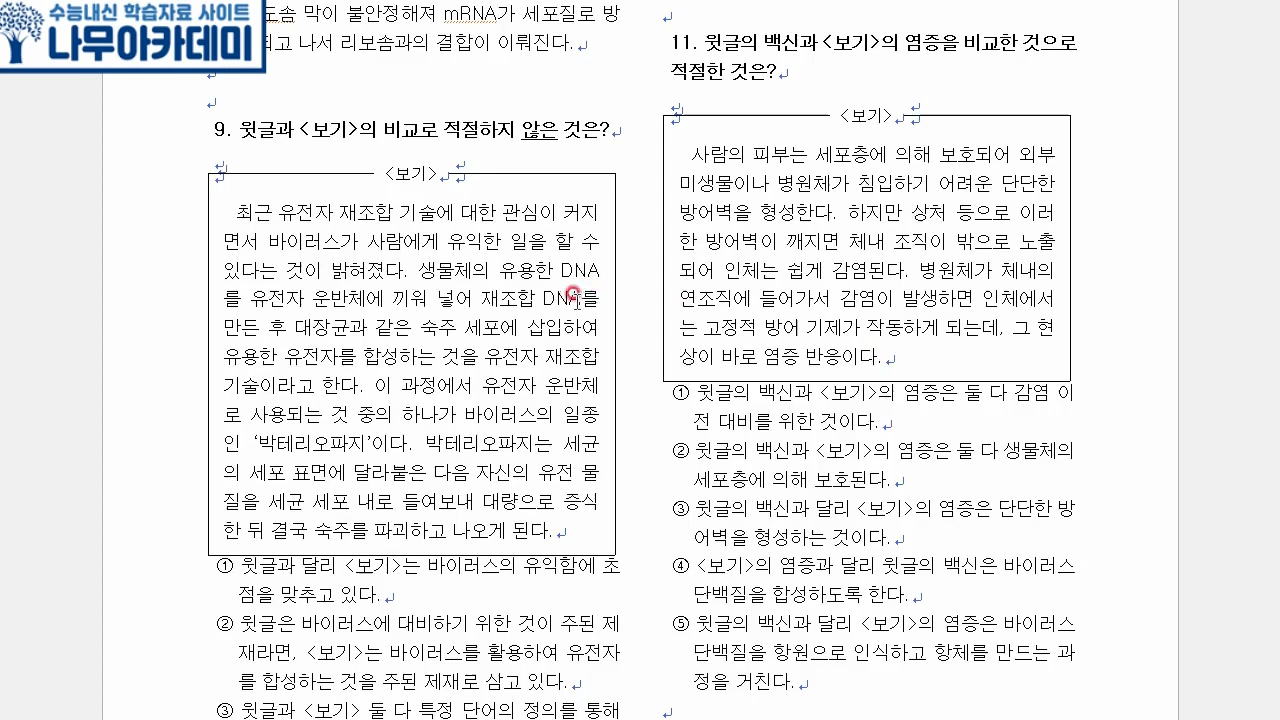 수능내신 학습자료 사이트
나무아카데미
도솜 막이 불안정해져 mRNA가 세포질로 방
되고 나서 리보솜과의 결합이 이뤄진다.
9. 윗글과 <보기>의 비교로 적절하지 않은 것은?
<보기>
최근 유전자 재조합 기술에 대한 관심이 커지
면서 바이러스가 사람에게 유익한 일을 할 수
있다는 것이 밝혀졌다. 생물체의 유용한 DNA
를 유전자 운반체에 끼워 넣어 재조합 DNA를
만든 후 대장균과 같은 숙주 세포에 삽입하여
유용한 유전자를 합성하는 것을 유전자 재조합
기술이라고 한다. 이 과정에서 유전자 운반체
로 사용되는 것 중의 하나가 바이러스의 일종
인 ‘박테리오파지’이다. 박테리오파지는 세균
의 세포 표면에 달라붙은 다음 자신의 유전 물
질을 세균 세포 내로 들여보내 대량으로 증식
한 뒤 결국 숙주를 파괴하고 나오게 된다.
① 윗글과 달리 <보기>는 바이러스의 유익함에 초
점을 맞추고 있다.
② 윗글은 바이러스에 대비하기 위한 것이 주된 제
재라면, <보기>는 바이러스를 활용하여 유전자
를 합성하는 것을 주된 제재로 삼고 있다.
③ 윗글과 <보기> 둘 다 특정 단어의 정의를 통해
11. 윗글의 백신과 <보기>의 염증을 비교한 것으로
적절한 것은?
<보기>
사람의 피부는 세포층에 의해 보호되어 외부
미생물이나 병원체가 침입하기 어려운 단단한
방어벽을 형성한다. 하지만 상처 등으로 이러
한 방어벽이 깨지면 체내 조직이 밖으로 노출
되어 인체는 쉽게 감염된다. 병원체가 체내의
연조직에 들어가서 감염이 발생하면 인체에서
는 고정적 방어 기제가 작동하게 되는데, 그 현
상이 바로 염증 반응이다.
① 윗글의 백신과 <보기>의 염증은 둘 다 감염 이
전 대비를 위한 것이다.
② 윗글의 백신과 <보기>의 염증은 둘 다 생물체의
세포층에 의해 보호된다.
③ 윗글의 백신과 달리 <보기>의 염증은 단단한 방
어벽을 형성하는 것이다.
④ <보기>의 염증과 달리 윗글의 백신은 바이러스
단백질을 합성하도록 한다.
⑤ 윗글의 백신과 달리 <보기>의 염증은 바이러스
단백질을 항원으로 인식하고 항체를 만드는 과
정을 거친다.